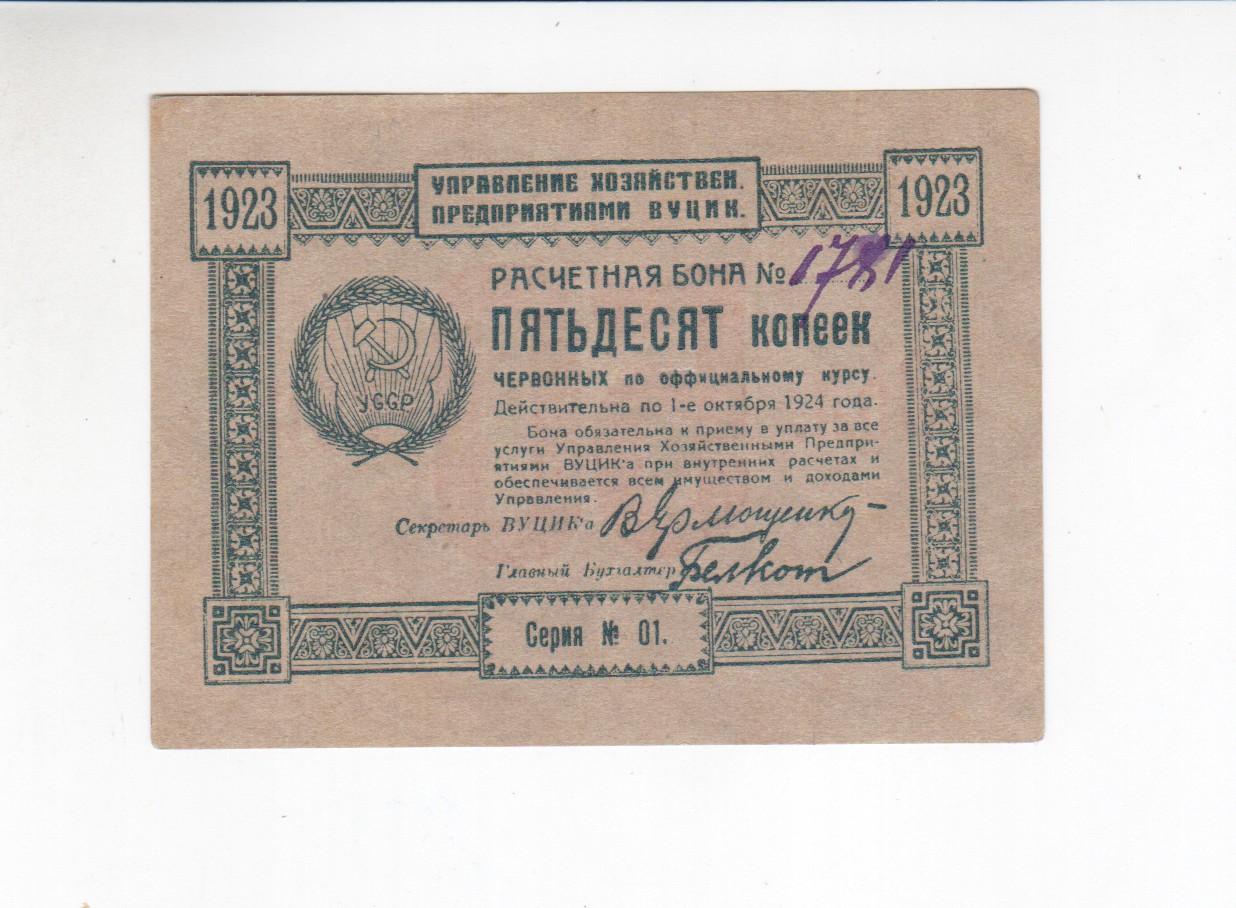 УПРАВЛЕНИЕ ХОЗЯЙСТВЕН.
ПРЕДПРИЯТИЯМИ ВУЦИК.
1923
1923
РАСЧЕТНАЯ БОНА № 1781
ПЯТЬДЕСЯТ копеек
ЧЕРВОННЫХ по оффициальному курсу.
Действительна по 1-е октября 1924 года.
Бона обязательна к приему в уплату за все
услуги Управления Хозяйственными Предпри-
ятиями ВУЦИК'а при внутренних расчетах и
обеспечивается всем имуществом и доходами
Управления.
У.С.С.Р.
Секретарь ВУЦИК'а В Ярмощенко
Главный Бухгалтер
Серия № 01.